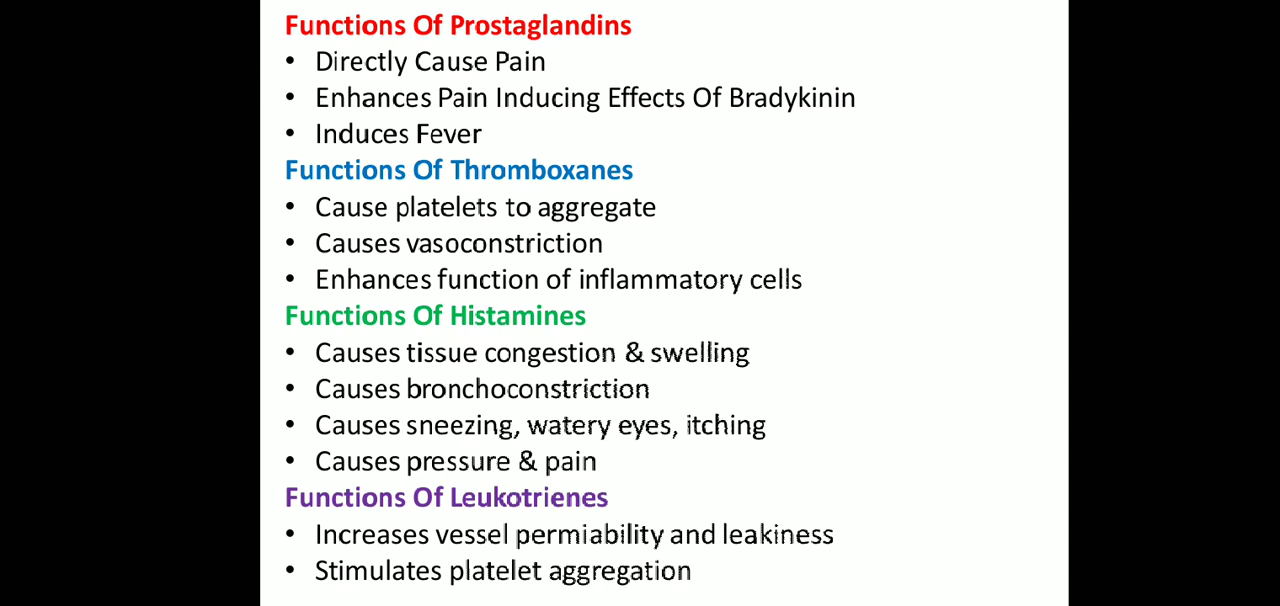 Functions Of Prostaglandins
• Directly Cause Pain
• Enhances Pain Inducing Effects Of Bradykinin
• Induces Fever
Functions Of Thromboxanes
• Cause platelets to aggregate
• Causes vasoconstriction
• Enhances function of inflammatory cells
Functions Of Histamines
• Causes tissue congestion & swelling
• Causes bronchoconstriction
• Causes sneezing, watery eyes, itching
• Causes pressure & pain
Functions Of Leukotrienes
• Increases vessel permiability and leakiness
• Stimulates platelet aggregation